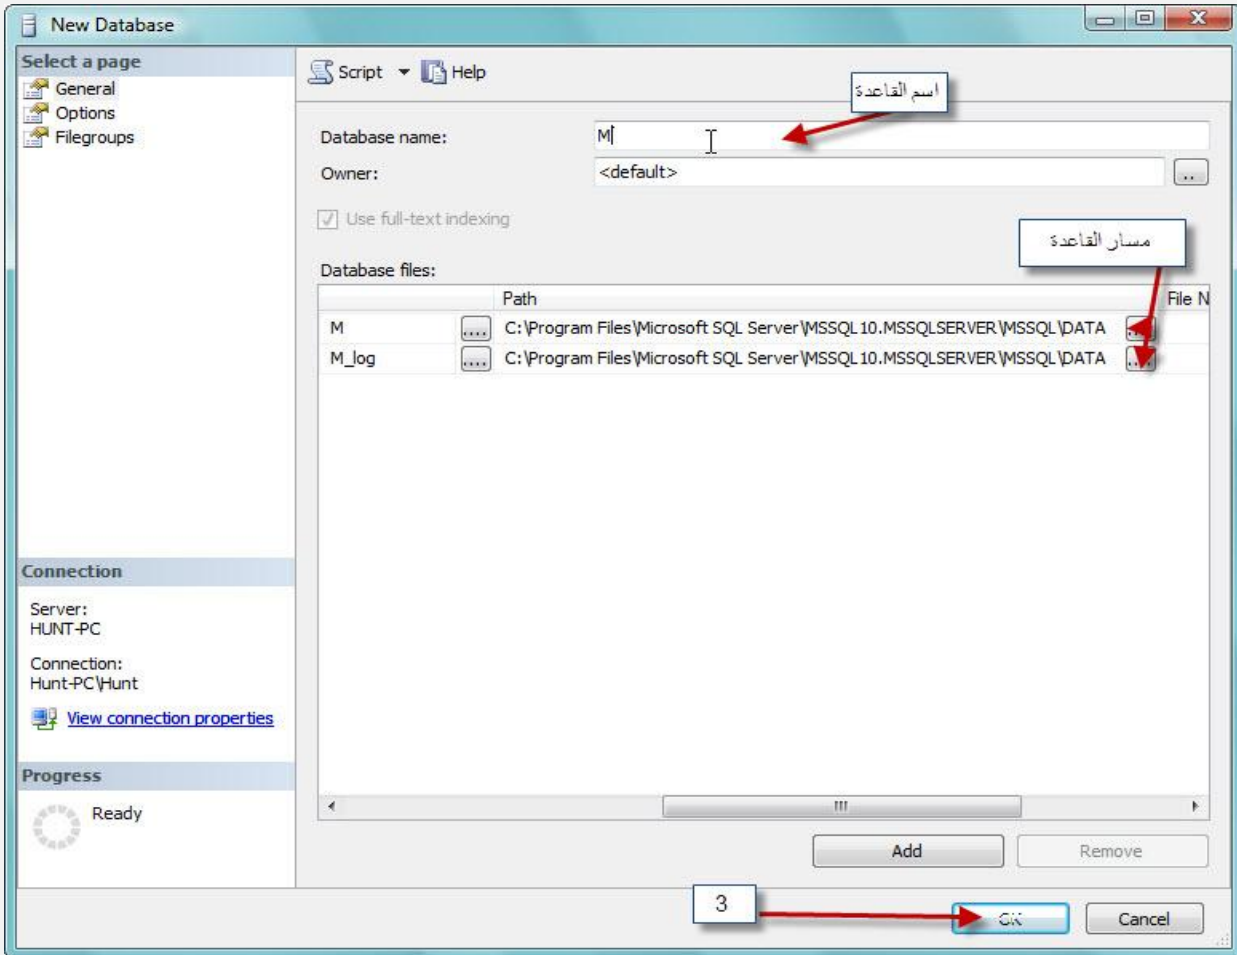 New Database
Select a page
General
Options
Filegroups
Script
Help
اسم القاعدة
Database name:
M
Owner:
<default>
..
Use full-text indexing
مسار القاعدة
Database files:
Path
File N
M
....
C:\Program Files\Microsoft SQL Server\MSSQL10.MSSQLSERVER\MSSQL\DATA
M_log
....
C:\Program Files\Microsoft SQL Server\MSSQL10.MSSQLSERVER\MSSQL\DATA
Connection
Server:
HUNT-PC
Connection:
Hunt-PC\Hunt
View connection properties
Progress
Ready
Add
Remove
3
OK
Cancel